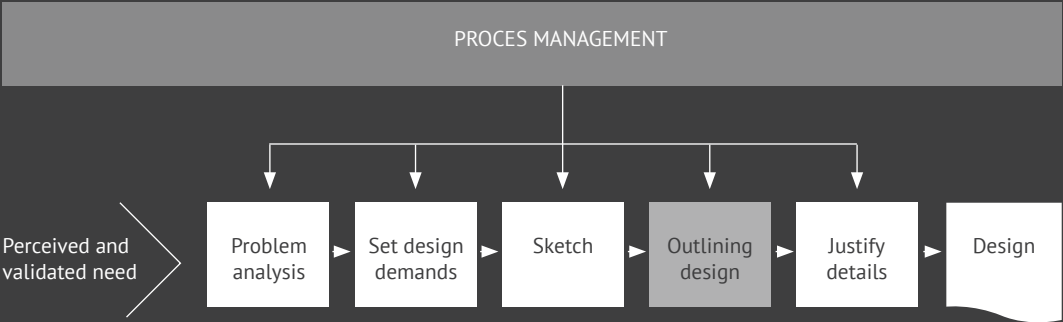 PROCES MANAGEMENT
Perceived and
validated need
Problem
analysis
Set design
demands
Sketch
Outlining
design
Justify
details
Design